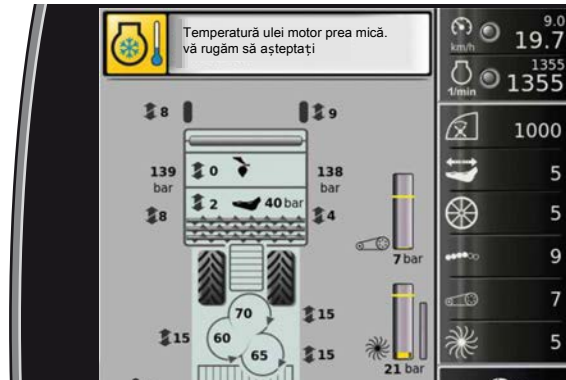 Temperatură ulei motor prea mică.
vă rugăm să așteptați
9.0
km/h
19.7
1355
1/min
1355
8
9
1000
139
bar
0
138
bar
5
2
40 bar
8
4
5
9
7 bar
7
70
15
15
60
65
15
5
21 bar